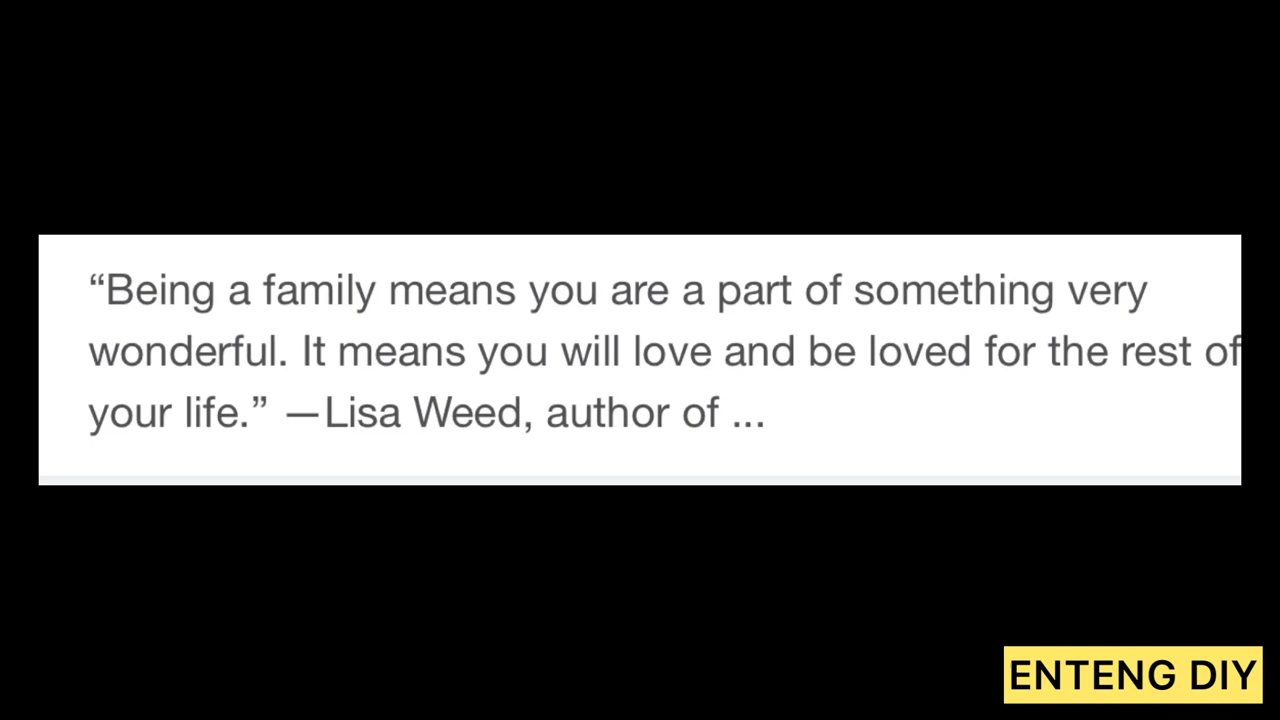 “Being a family means you are a part of something very
wonderful. It means you will love and be loved for the rest of
your life.” —Lisa Weed, author of ...
ENTENG DIY